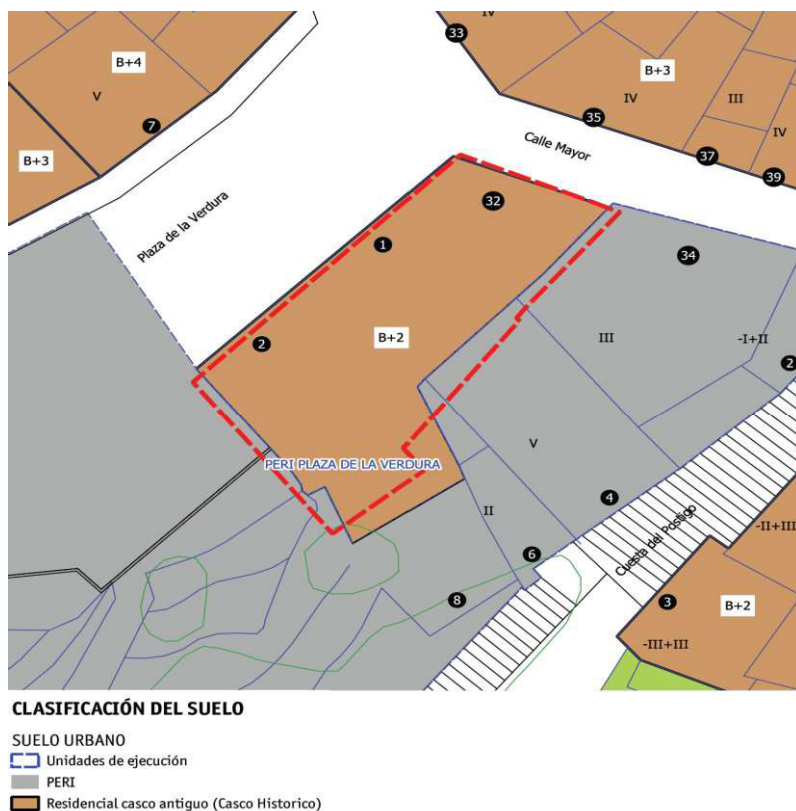 33
IV
B+4
B+3
V
IV
III
35
7
Calle Mayor
IV
B+3
37
39
Plaza de la Verdura
32
1
34
2
B+2
III
-I+II
2
PERI PLAZA DE LA VERDURA
V
4
II
Cuesta del Postigo
-II+III
6
8
3
B+2
-III+III
CLASIFICACIÓN DEL SUELO
SUELO URBANO
Unidades de ejecución
PERI
Residencial casco antiguo (Casco Historico)